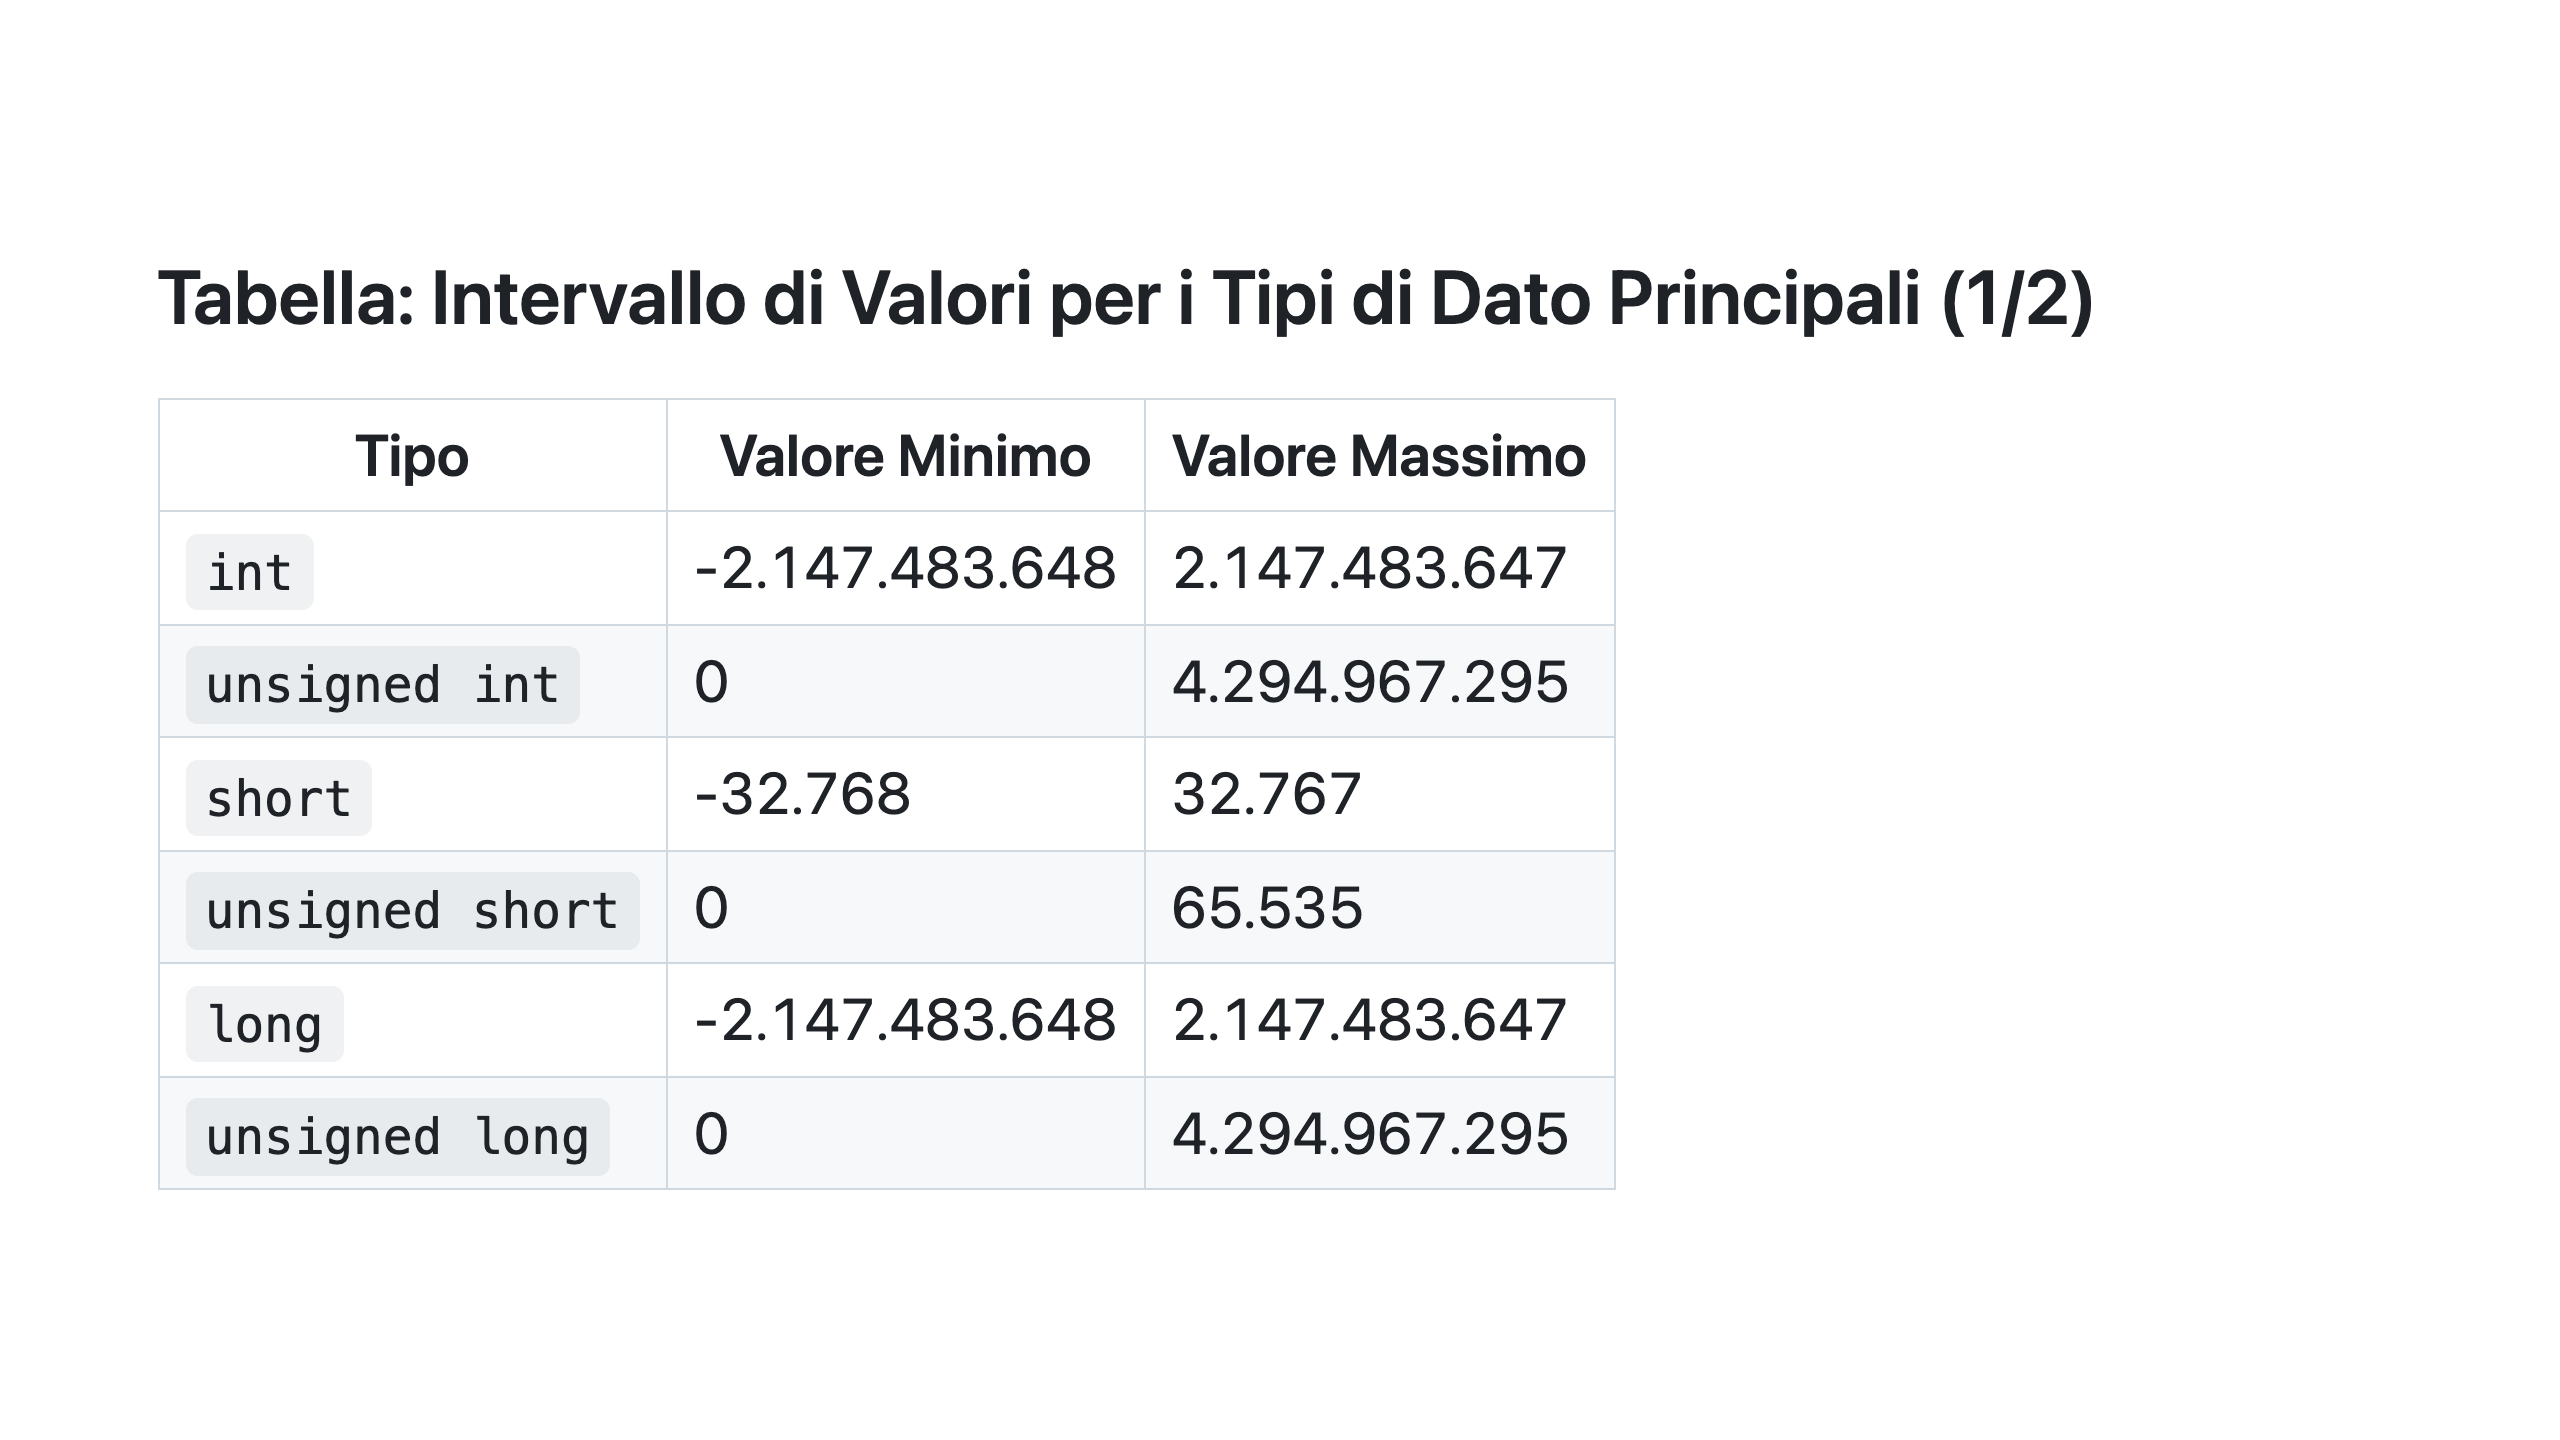 Tabella: Intervallo di Valori per i Tipi di Dato Principali (1/2)
Tipo Valore Minimo Valore Massimo
int -2.147.483.648 2.147.483.647
unsigned int 0 4.294.967.295
short -32.768 32.767
unsigned short 0 65.535
long -2.147.483.648 2.147.483.647
unsigned long 0 4.294.967.295